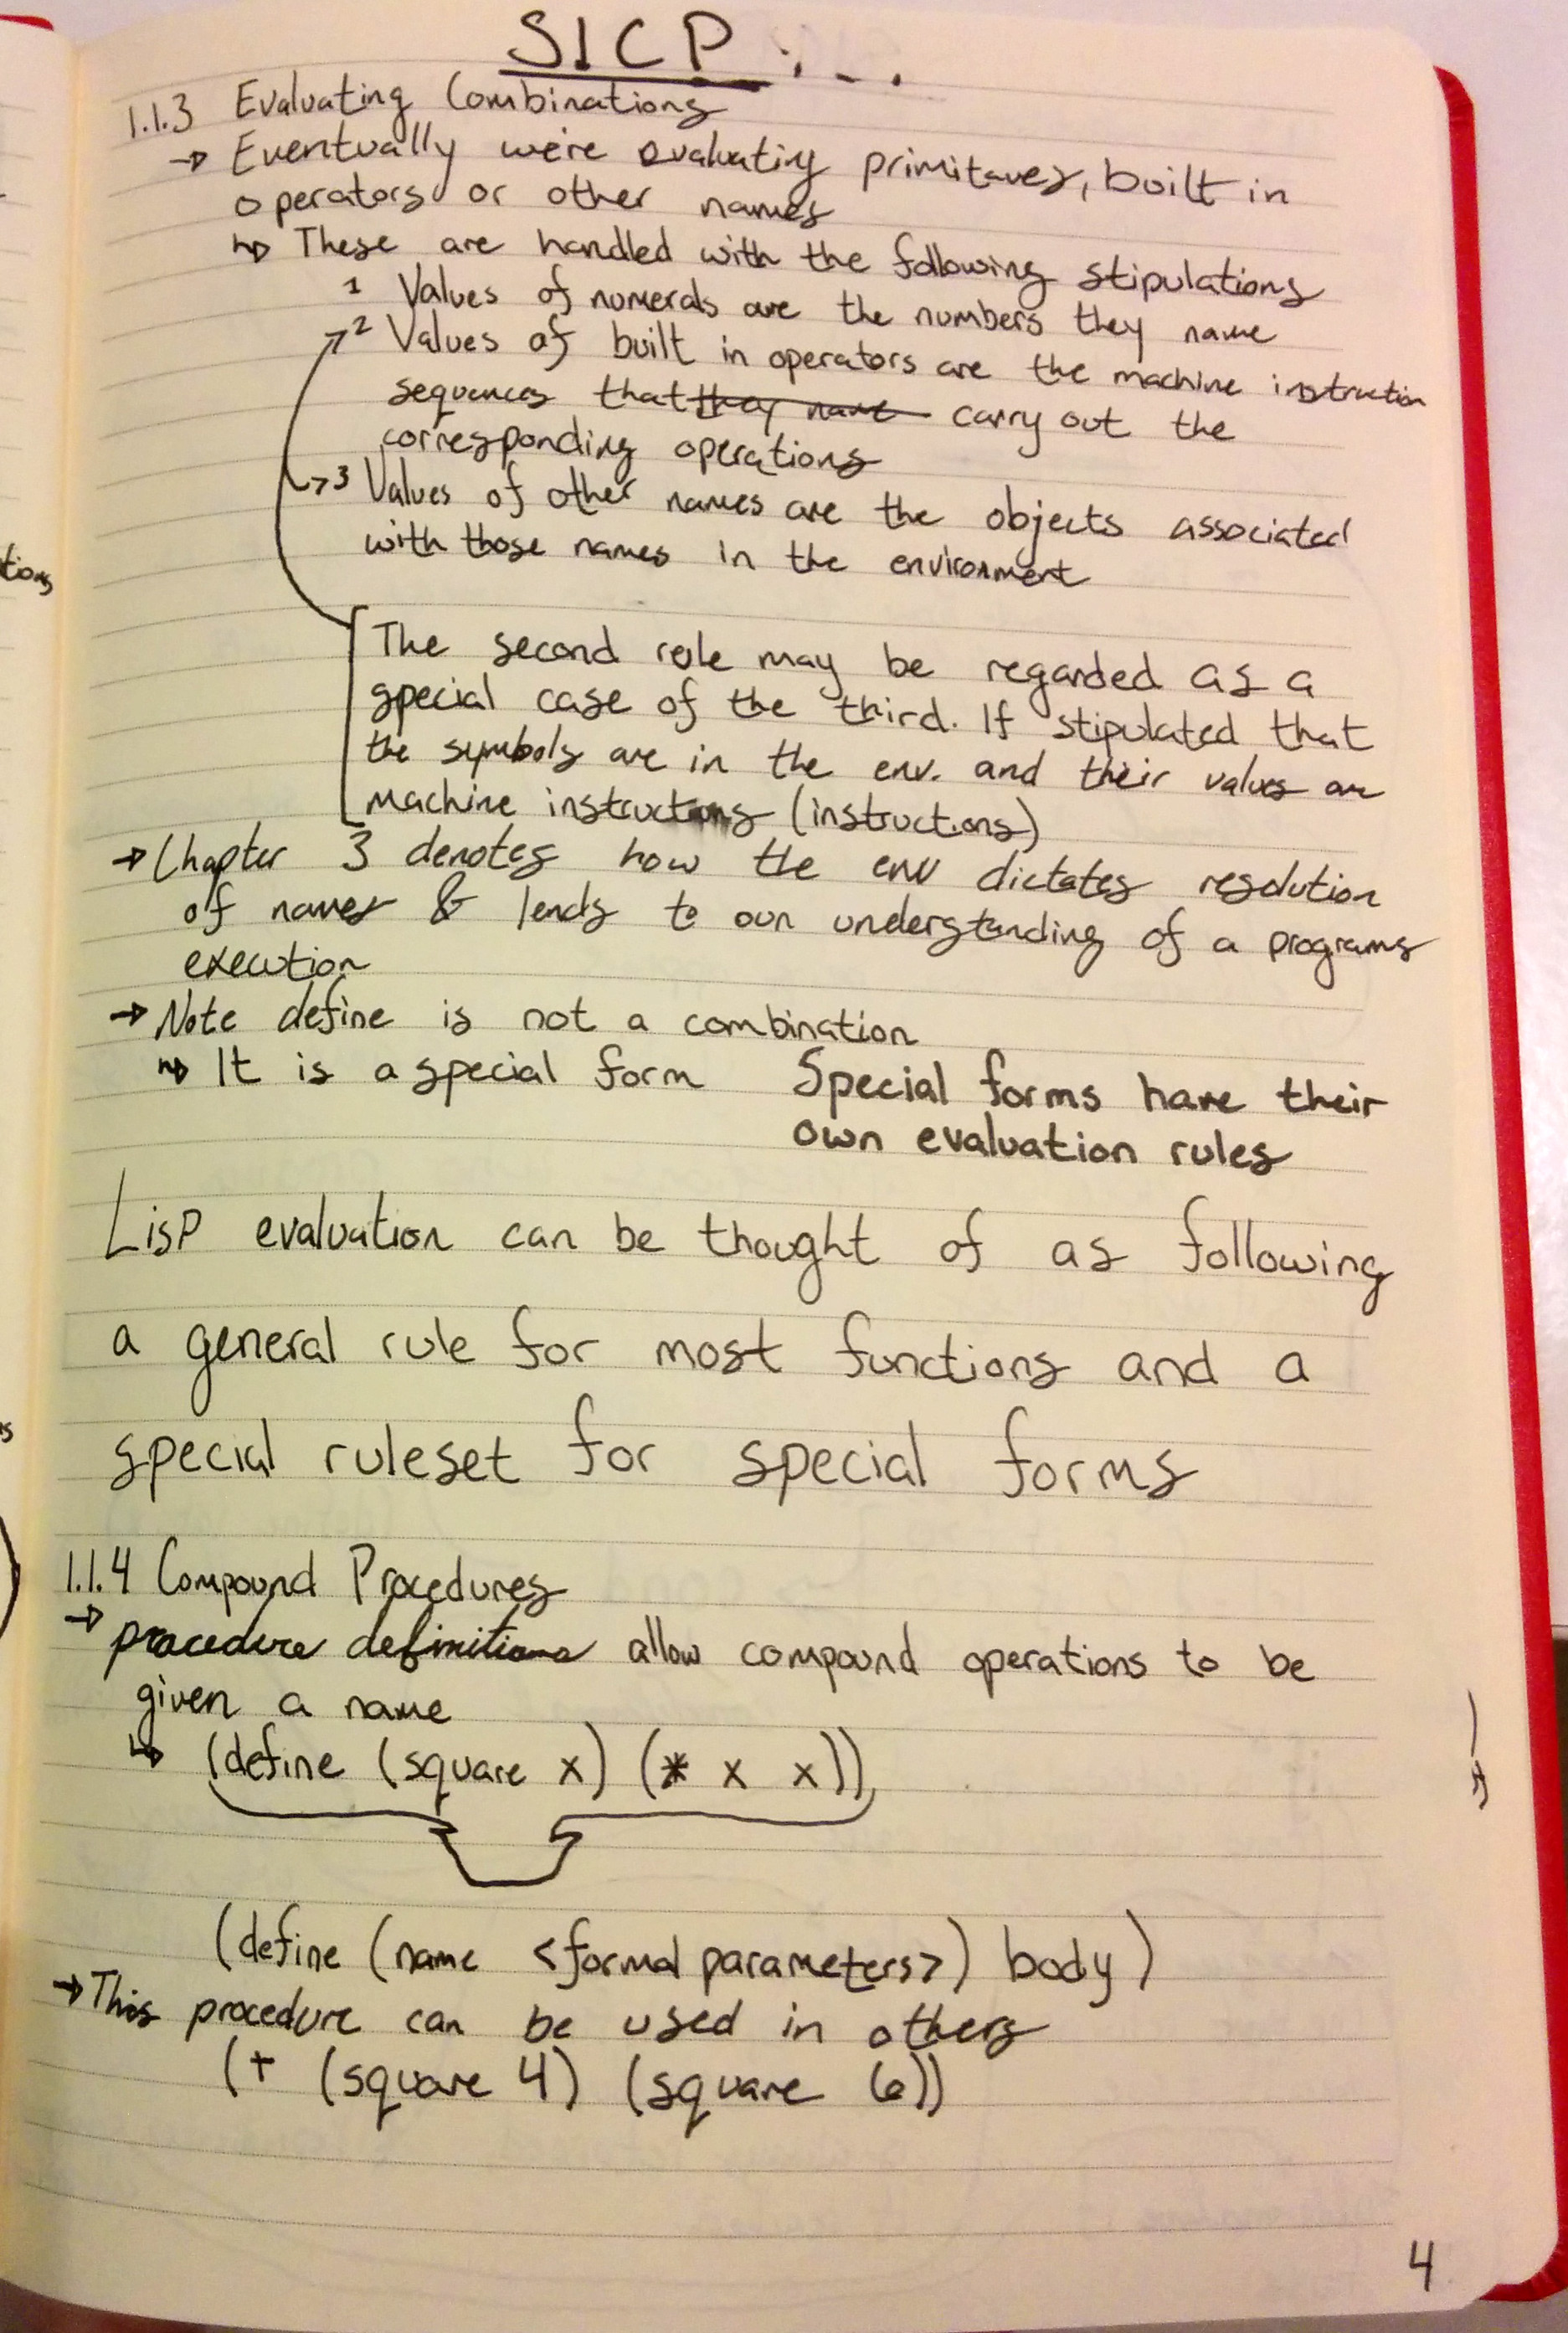 SICP : - .
1.1.3 Evaluating Combinations
→ Eventually we're evaluating primitaves, built in
operators or other names
↳ These are handled with the following stipulations
1 Values of numerals are the numbers they name
2 Values of built in operators are the machine instruction
sequences that they name carry out the
corresponding operations
3 Values of other names are the objects associated
with those names in the environment
The second rule may be regarded as a
special case of the third. If stipulated that
the symbols are in the env. and their values are
machine instructions (instructions)
→ Chapter 3 denotes how the env dictates resolution
of names & lends to our understanding of a programs
execution
→ Note define is not a combination
↳ It is a special form Special forms have their
own evaluation rules
Lisp evaluation can be thought of as following
a general rule for most functions and a
special ruleset for special forms
1.1.4 Compound Procedures
→ procedure definitions allow compound operations to be
given a name
↳ (define (square x) (* x x))
(define (name <formal parameters>) body)
→ This procedure can be used in others
(+ (square 4) (square 6))
4
tions
s